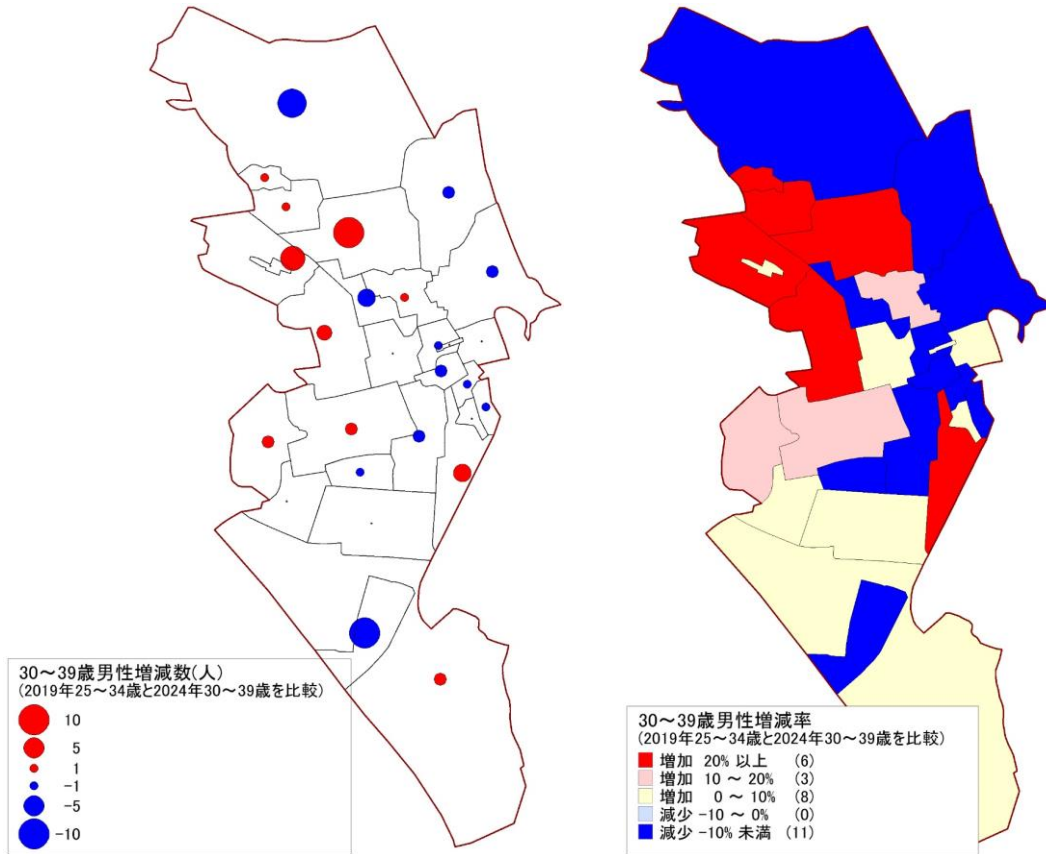 30～39歳男性増減数(人)
(2019年25～34歳と2024年30～39歳を比較)
10
5
1
-1
-5
-10
30～39歳男性増減率
(2019年25～34歳と2024年30～39歳を比較)
増加 20% 以上 (6)
増加 10 ～ 20% (3)
増加 0 ～ 10% (8)
減少 -10 ～ 0% (0)
減少 -10% 未満 (11)